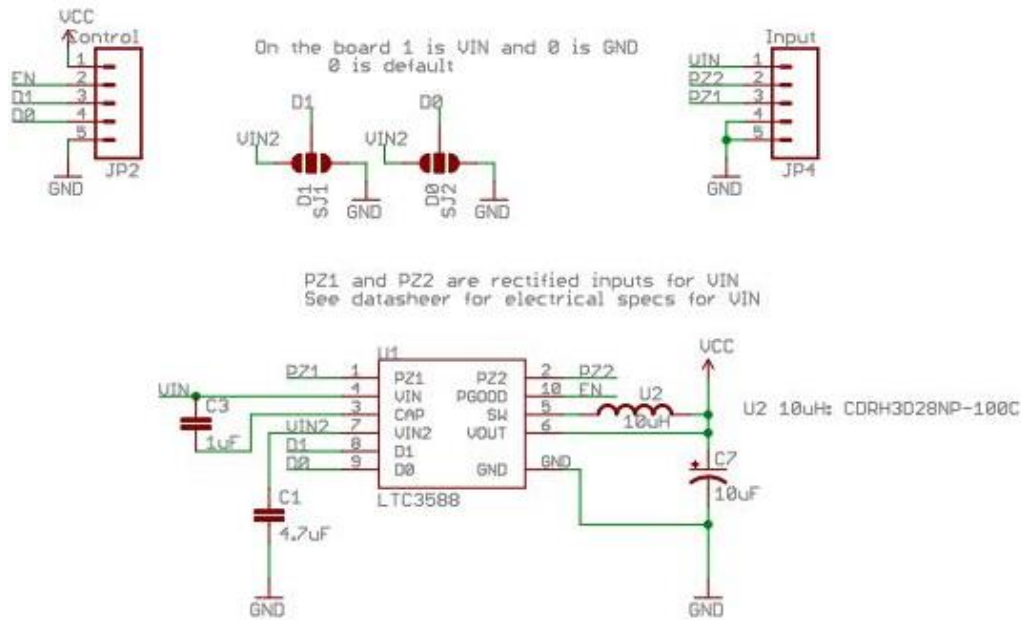 VCC
Control
1
EN 2
D1 3
D0 4
5
GND
JP2
On the board 1 is VIN and 0 is GND
0 is default
D1
VIN2
D1
SJ1
GND
D0
VIN2
D0
SJ2
GND
Input
VIN 1
PZ2 2
PZ1 3
4
5
GND
JP4
PZ1 and PZ2 are rectified inputs for VIN
See datasheer for electrical specs for VIN
U1
PZ1 1 PZ1 PZ2 2 PZ2
VIN 4 VIN PGOOD 10 EN
3 CAP SW 5
VIN2 7 VIN2 VOUT 6
D1 8 D1
D0 9 D0 GND GND
LTC3588
C3
1uF
C1
4.7uF
GND
U2
10uH
VCC
U2 10uH: CDRH3D28NP-100C
C7
10uF
GND